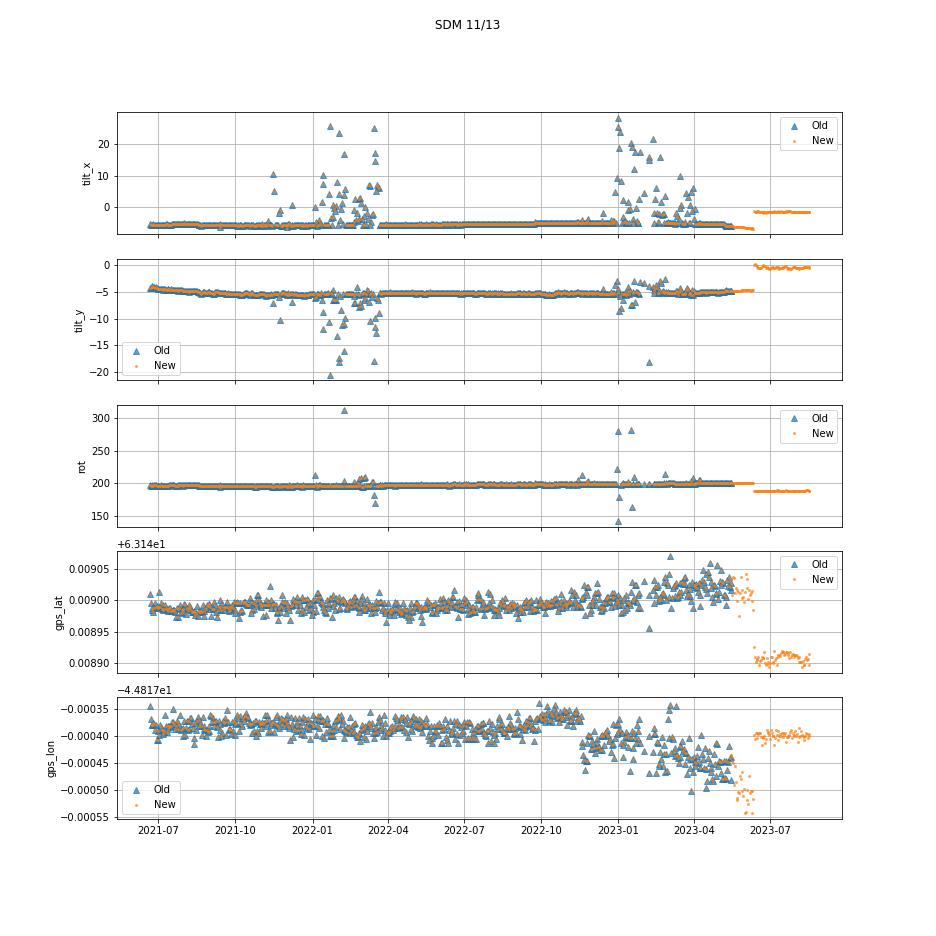 SDM 11/13
20
10
0
tilt_x
Old
New
0
−5
−10
−15
−20
tilt_y
Old
New
300
250
200
150
rot
Old
New
+6.314e1
0.00905
0.00900
0.00895
0.00890
gps_lat
Old
New
−4.4817e1
−0.00035
−0.00040
−0.00045
−0.00050
−0.00055
gps_lon
Old
New
2021-07 2021-10 2022-01 2022-04 2022-07 2022-10 2023-01 2023-04 2023-07